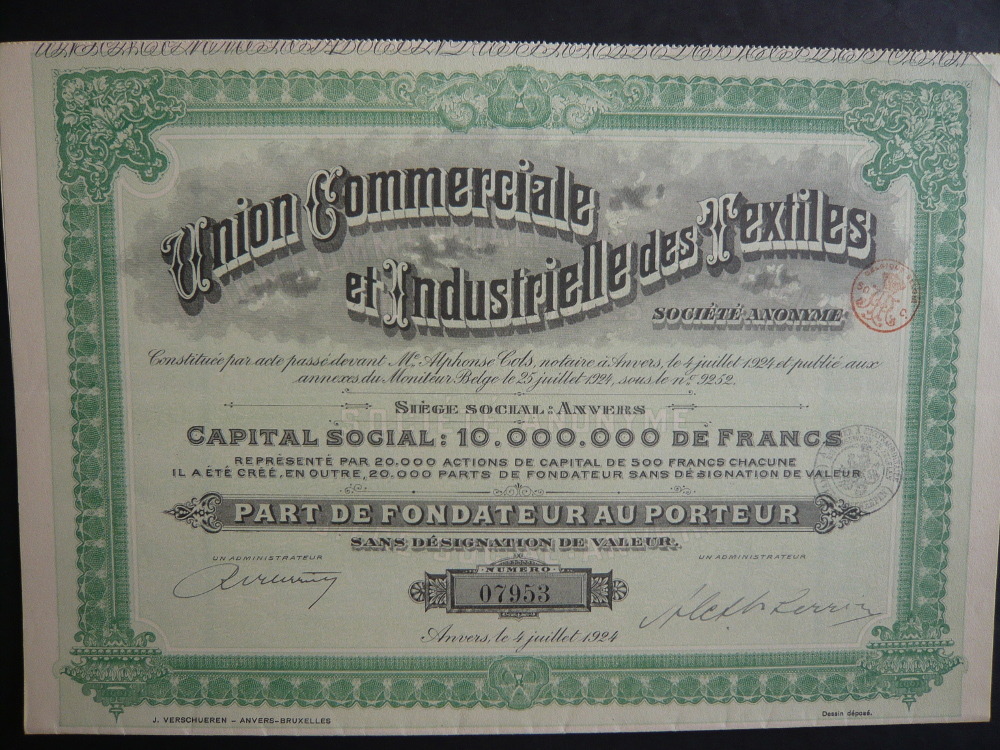 Union Commerciale
et Industrielle des Textiles
SOCIÉTÉ ANONYME
Constituée par acte passé devant Me. Alphonse Cols, notaire à Anvers, le 4 juillet 1924 et publié aux
annexes du Moniteur Belge le 25 juillet 1924, sous le no. 9252.
SIÈGE SOCIAL: ANVERS
SOCIÉTÉ ANONYME
CAPITAL SOCIAL: 10.000.000 DE FRANCS
REPRÉSENTÉ PAR 20.000 ACTIONS DE CAPITAL DE 500 FRANCS CHACUNE
IL A ÉTÉ CRÉÉ, EN OUTRE, 20.000 PARTS DE FONDATEUR SANS DÉSIGNATION DE VALEUR
PART DE FONDATEUR AU PORTEUR
SANS DÉSIGNATION DE VALEUR.
UN ADMINISTRATEUR
UN ADMINISTRATEUR
NUMERO
07953
Anvers, le 4 juillet 1924
J. VERSCHUEREN - ANVERS-BRUXELLES
Dessin déposé.